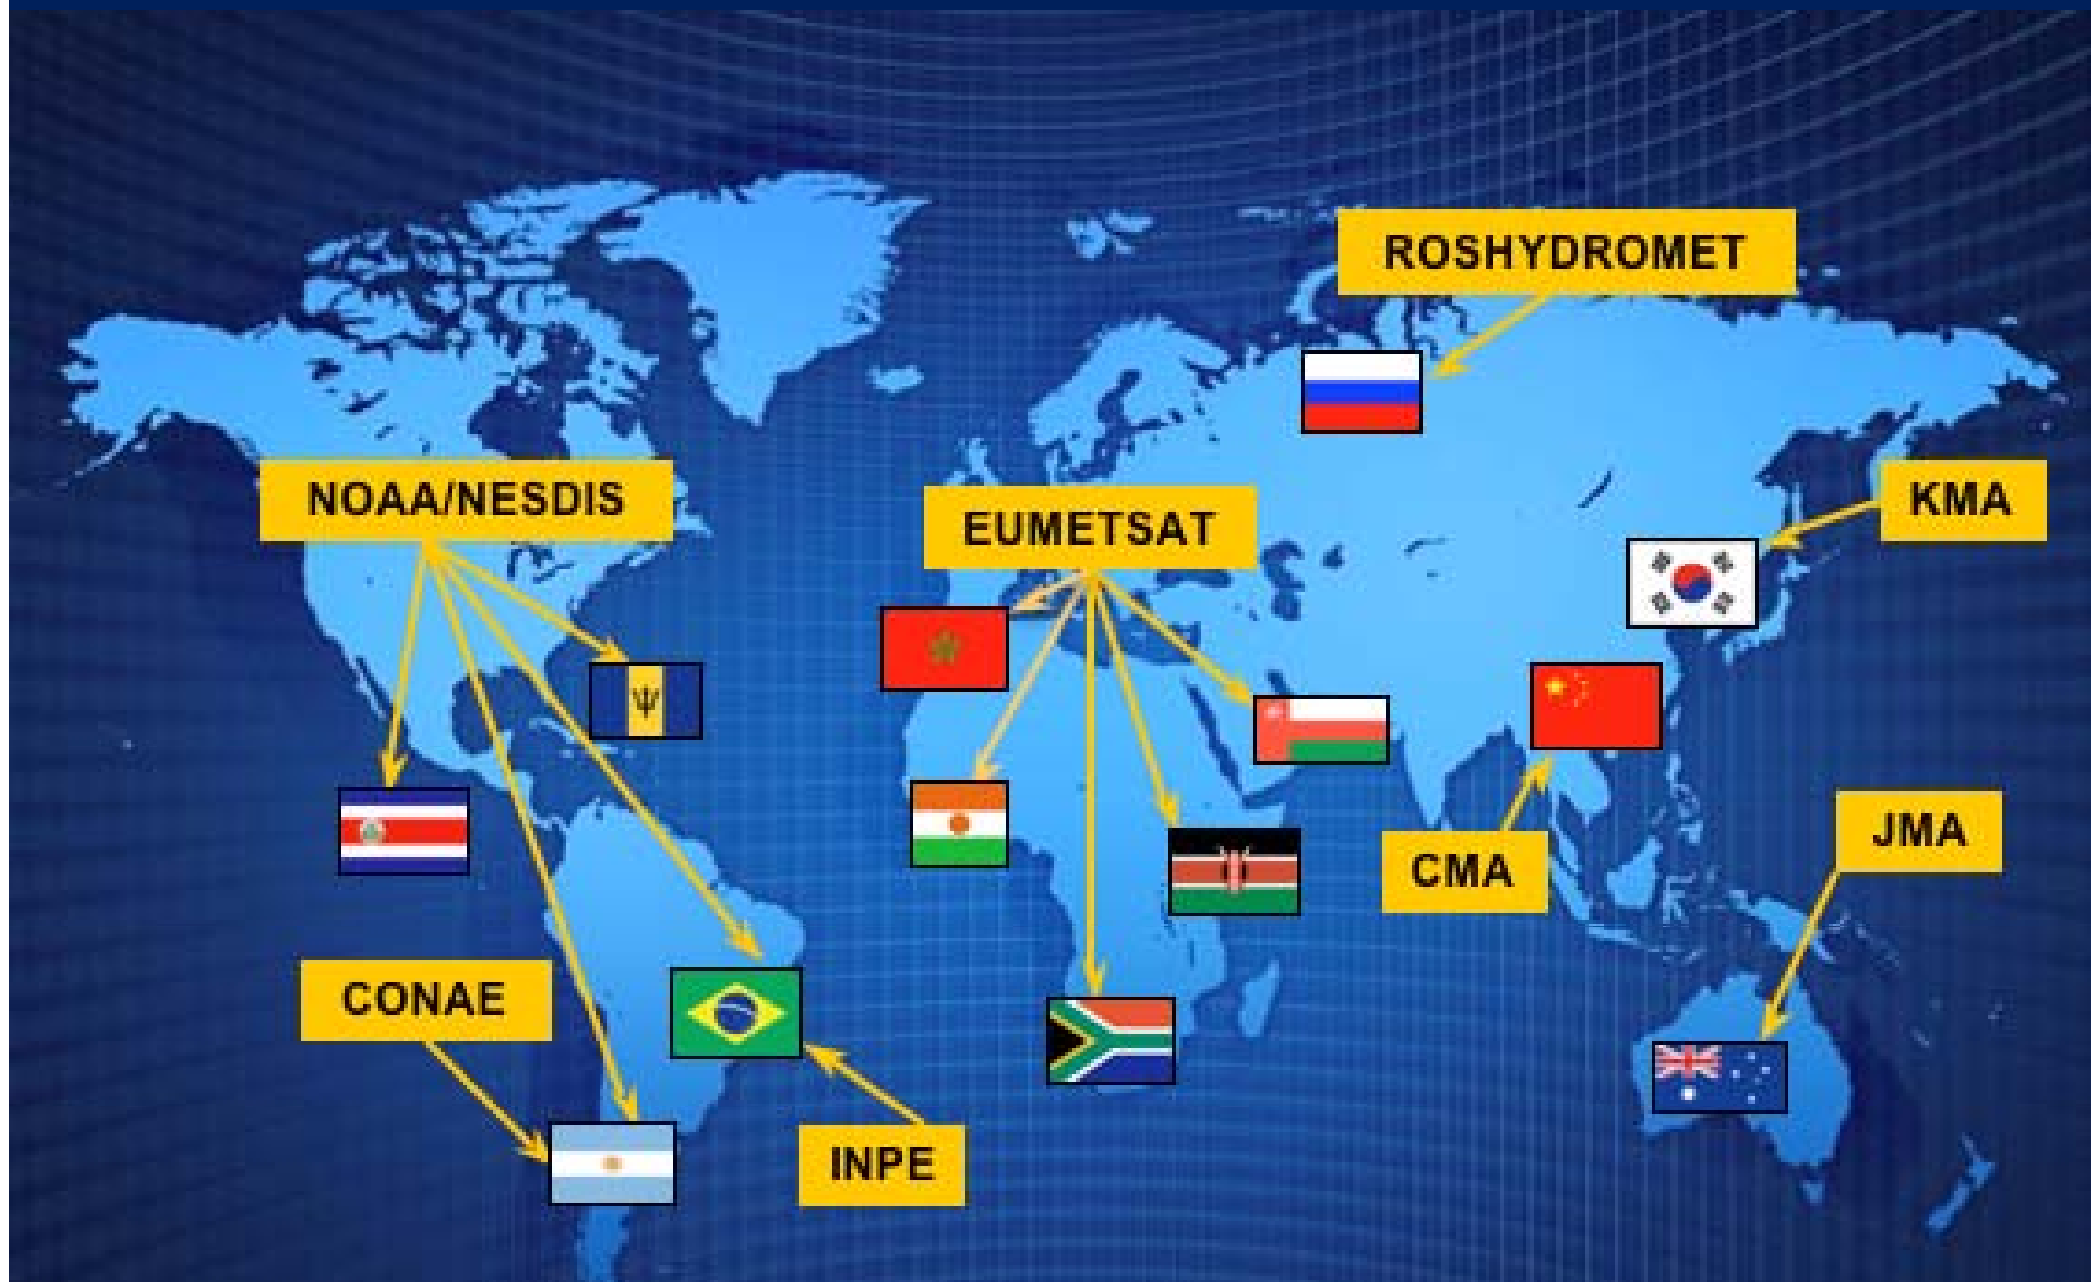 ROSHYDROMET
NOAA/NESDIS
KMA
EUMETSAT
JMA
CMA
CONAE
INPE